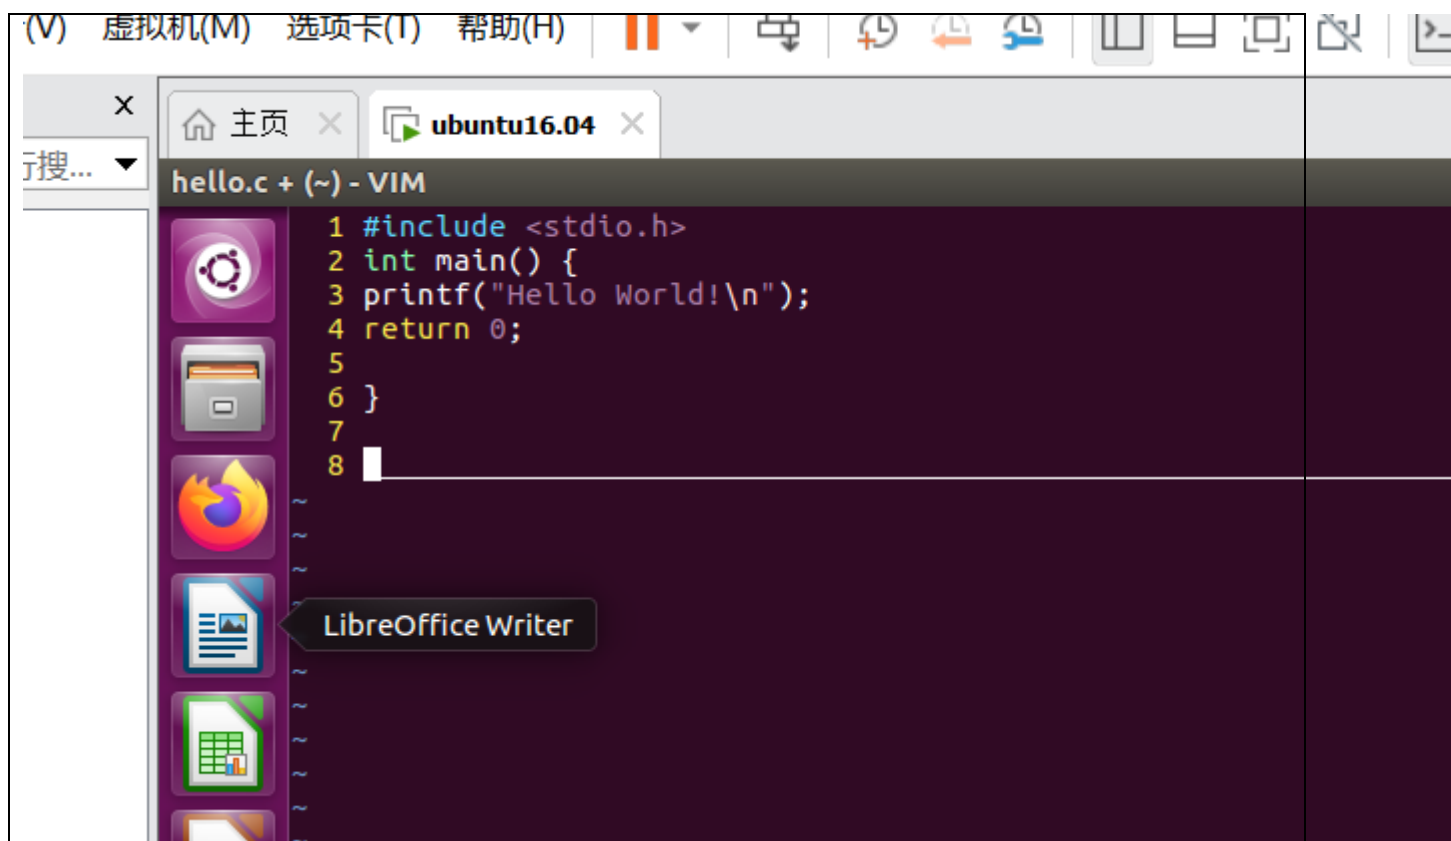 (V) 虚拟机(M) 选项卡(T) 帮助(H)
主页
ubuntu16.04
搜...
hello.c + (~) - VIM
1 #include <stdio.h>
2 int main() {
3 printf("Hello World!\n");
4 return 0;
5
6 }
7
8
~
~
~
~
LibreOffice Writer
~
~
~
~
~
~